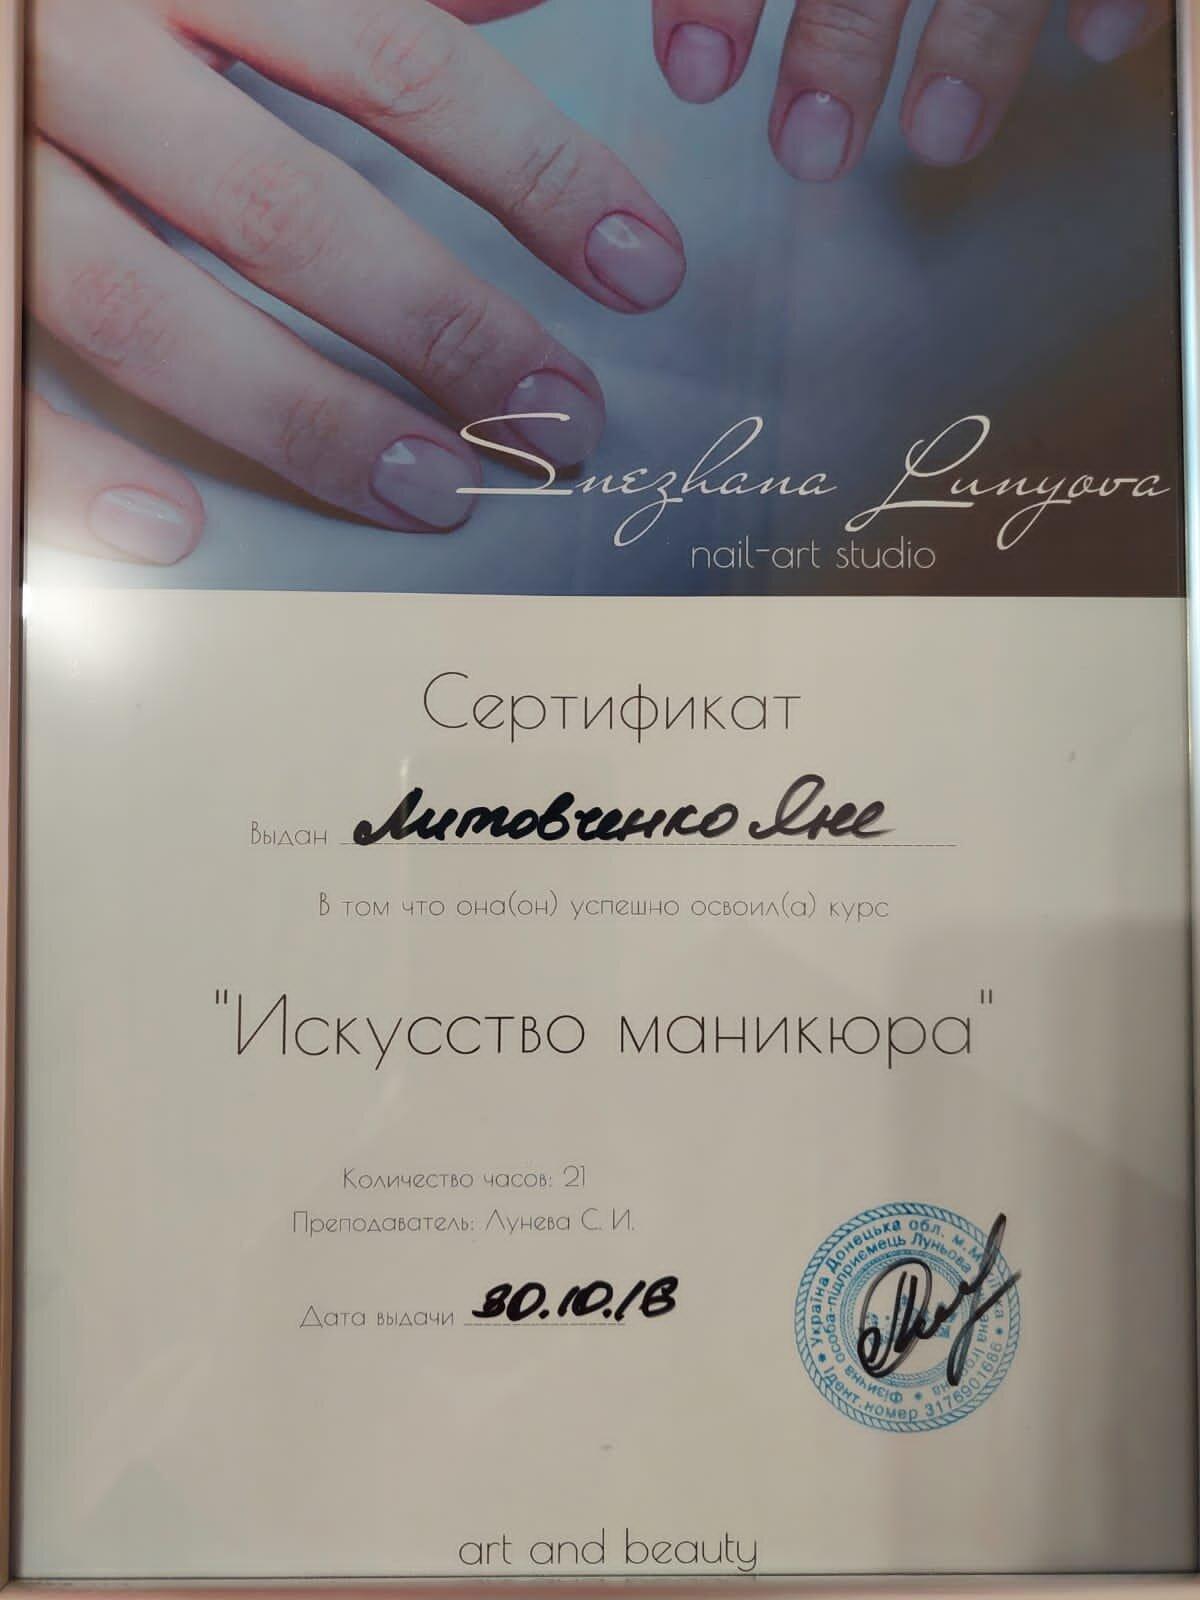 Snezhana Lunyova
nail-art studio
Сертификат
Выдан Литовченко Яне
В том что она(он) успешно освоил(а) курс
"Искусство маникюра"
Количество часов: 21
Преподаватель: Лунева С. И.
Дата выдачи 30.10.18
Україна Донецька обл. м.
Ідент. номер 3176901686
фізична особа-підприємець Луньова
art and beauty